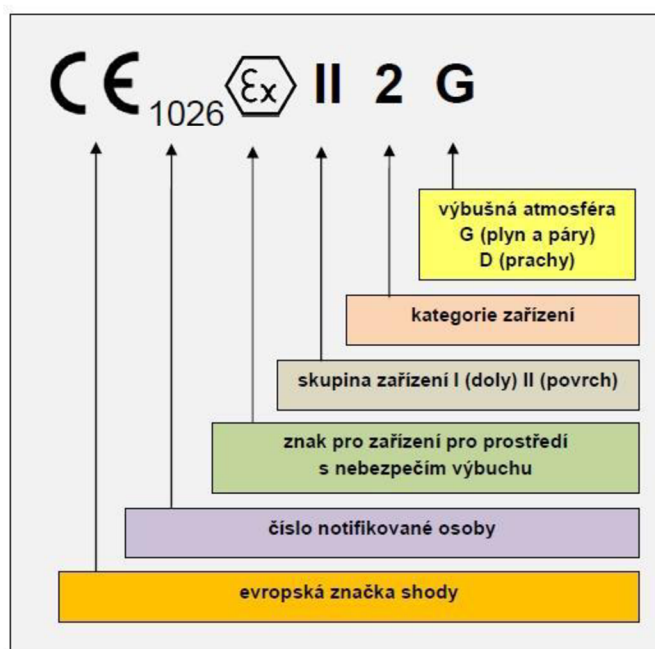 CE 1026 Ex II 2 G
výbušná atmosféra
G (plyn a páry)
D (prachy)
kategorie zařízení
skupina zařízení I (doly) II (povrch)
znak pro zařízení pro prostředí
s nebezpečím výbuchu
číslo notifikované osoby
evropská značka shody